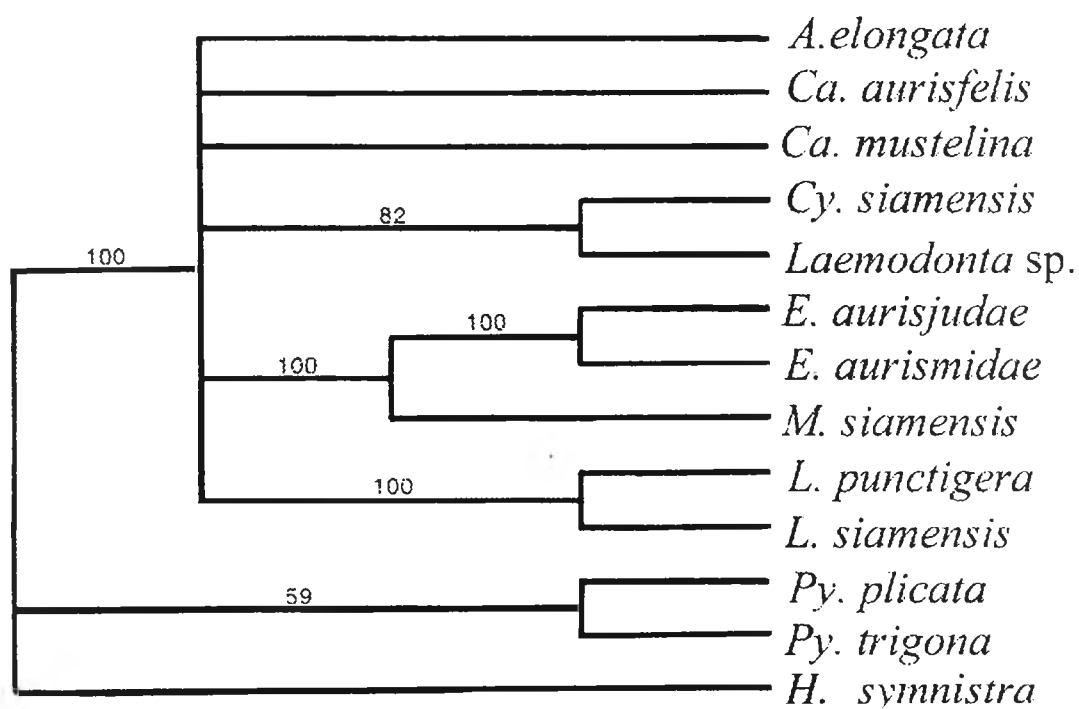 A.elongata
Ca. aurisfelis
Ca. mustelina
Cy. siamensis
82
Laemodonta sp.
100
E. aurisjudae
100
E. aurismidae
100
M. siamensis
L. punctigera
100
L. siamensis
Py. plicata
59
Py. trigona
H. symnistra